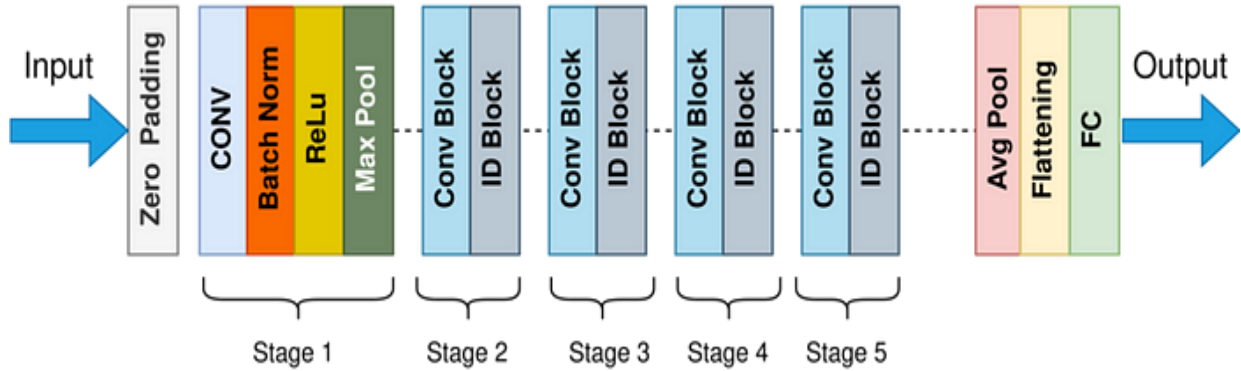 Input
Zero Padding
CONV
Batch Norm
ReLu
Max Pool
Conv Block
ID Block
Conv Block
ID Block
Conv Block
ID Block
Conv Block
ID Block
Avg Pool
Flattening
FC
Output
Stage 1
Stage 2
Stage 3
Stage 4
Stage 5